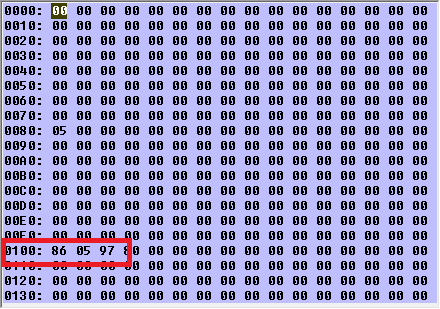 0000: 00 00 00 00 00 00 00 00 00 00 00 00 00 00 00 00
0010: 00 00 00 00 00 00 00 00 00 00 00 00 00 00 00 00
0020: 00 00 00 00 00 00 00 00 00 00 00 00 00 00 00 00
0030: 00 00 00 00 00 00 00 00 00 00 00 00 00 00 00 00
0040: 00 00 00 00 00 00 00 00 00 00 00 00 00 00 00 00
0050: 00 00 00 00 00 00 00 00 00 00 00 00 00 00 00 00
0060: 00 00 00 00 00 00 00 00 00 00 00 00 00 00 00 00
0070: 00 00 00 00 00 00 00 00 00 00 00 00 00 00 00 00
0080: 05 00 00 00 00 00 00 00 00 00 00 00 00 00 00 00
0090: 00 00 00 00 00 00 00 00 00 00 00 00 00 00 00 00
00A0: 00 00 00 00 00 00 00 00 00 00 00 00 00 00 00 00
00B0: 00 00 00 00 00 00 00 00 00 00 00 00 00 00 00 00
00C0: 00 00 00 00 00 00 00 00 00 00 00 00 00 00 00 00
00D0: 00 00 00 00 00 00 00 00 00 00 00 00 00 00 00 00
00E0: 00 00 00 00 00 00 00 00 00 00 00 00 00 00 00 00
00F0: 00 00 00 00 00 00 00 00 00 00 00 00 00 00 00 00
0100: 86 05 97 00 00 00 00 00 00 00 00 00 00 00 00
0110: 00 00 00 00 00 00 00 00 00 00 00 00 00 00 00 00
0120: 00 00 00 00 00 00 00 00 00 00 00 00 00 00 00 00
0130: 00 00 00 00 00 00 00 00 00 00 00 00 00 00 00 00